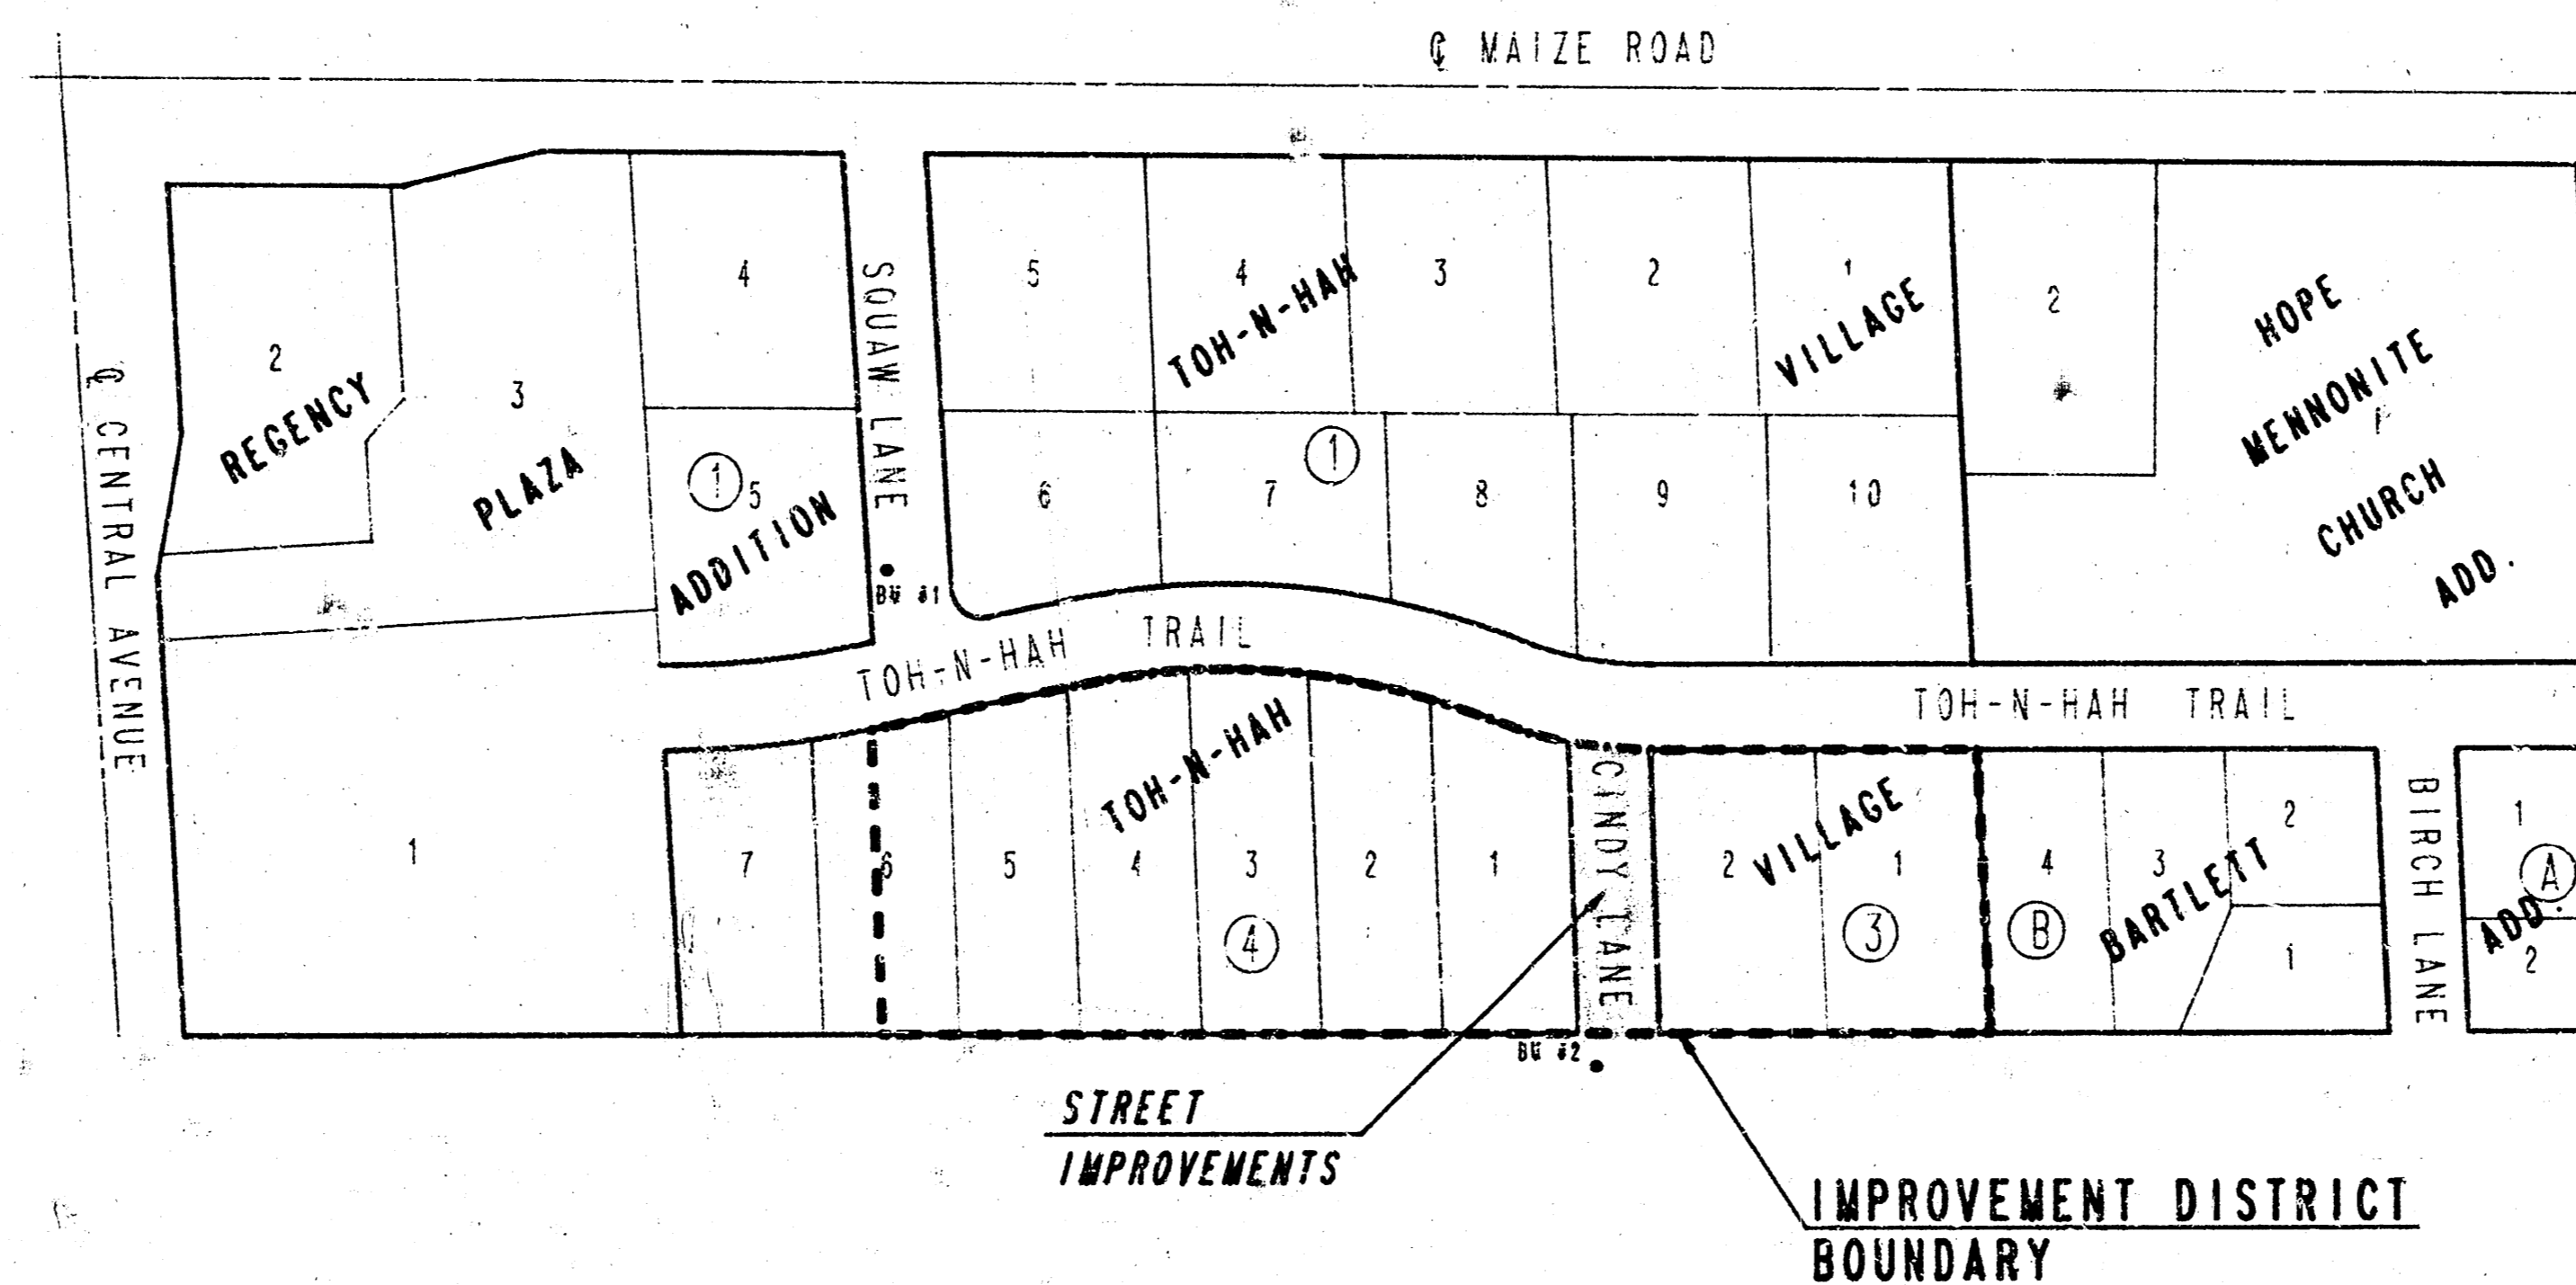 ℄ MAIZE ROAD
℄ CENTRAL AVENUE
2
REGENCY
3
PLAZA
4
1
5
ADDITION
1
SQUAW LANE
BM #1
5
4
3
2
1
TOH-N-HAH
VILLAGE
6
7
1
8
9
10
2
HOPE
MENNONITE
CHURCH
ADD.
TOH-N-HAH TRAIL
TOH-N-HAH TRAIL
7
6
5
4
3
2
1
TOH-N-HAH
4
CINDY LANE
2
1
VILLAGE
3
4
3
2
1
B
BARTLETT
BIRCH LANE
1
A
ADD.
2
BM #2
STREET
IMPROVEMENTS
IMPROVEMENT DISTRICT
BOUNDARY